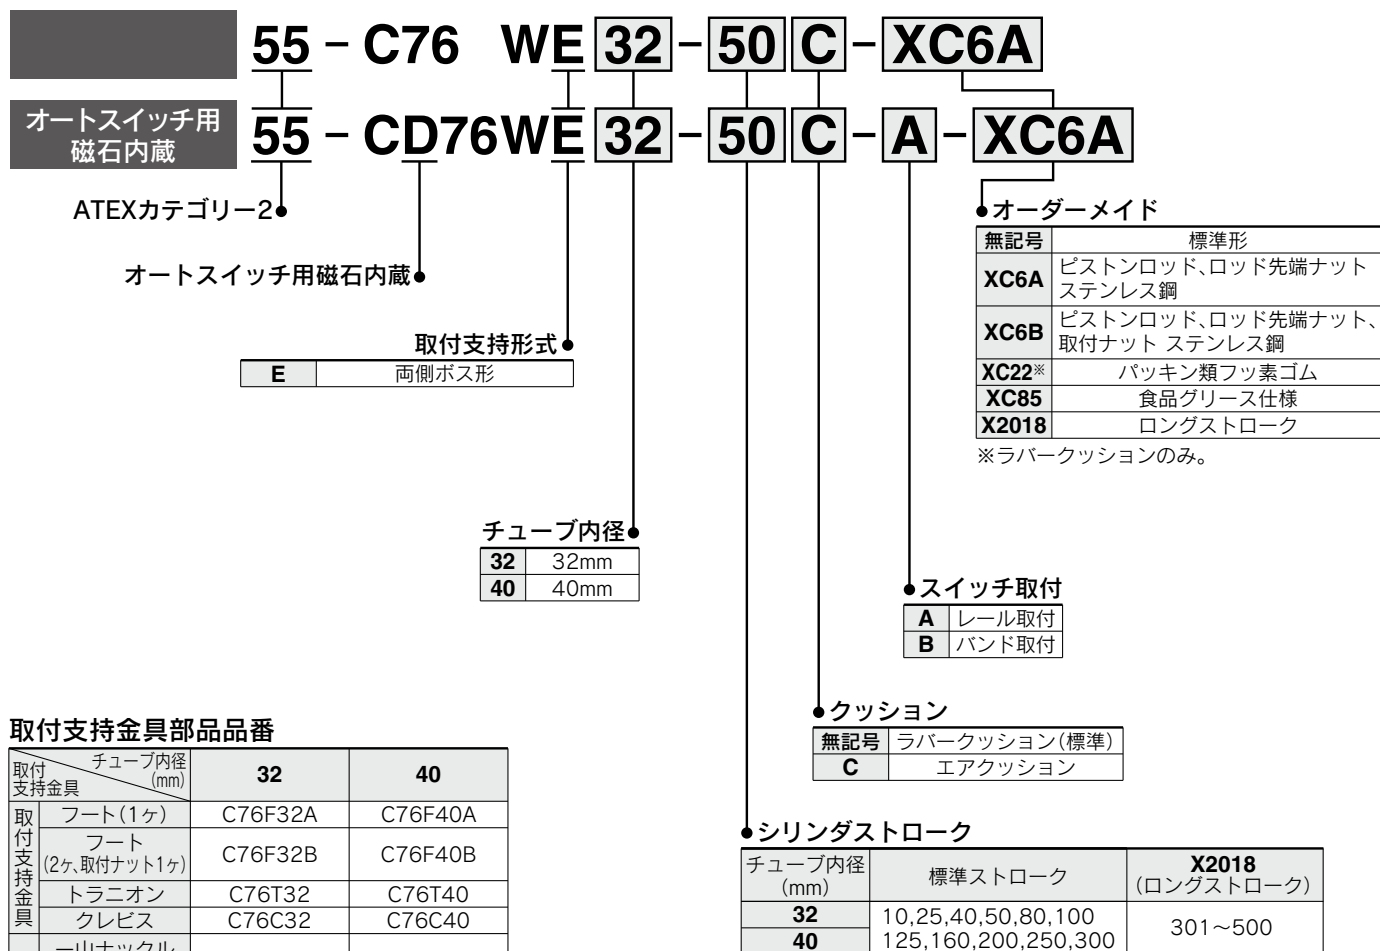 55－C76 WE 32－50 C－XC6A
オートスイッチ用
磁石内蔵
55－CD76WE 32－50 C－A－XC6A
ATEXカテゴリー2
オートスイッチ用磁石内蔵
取付支持形式
E 両側ボス形
オーダーメイド
無記号 標準形
XC6A ピストンロッド、ロッド先端ナット
ステンレス鋼
XC6B ピストンロッド、ロッド先端ナット、
取付ナット ステンレス鋼
XC22※ パッキン類フッ素ゴム
XC85 食品グリース仕様
X2018 ロングストローク
※ラバークッションのみ。
チューブ内径
32 32mm
40 40mm
スイッチ取付
A レール取付
B バンド取付
クッション
無記号 ラバークッション（標準）
C エアクッション
取付支持金具部品品番
チューブ内径
(mm)
取付
支持金具
32 40
取付支持金具
フート（1ヶ） C76F32A C76F40A
フート
(2ヶ、取付ナット1ヶ) C76F32B C76F40B
トラニオン C76T32 C76T40
クレビス C76C32 C76C40
一山ナックル
シリンダストローク
チューブ内径
（mm）
標準ストローク
X2018
（ロングストローク）
32
40
10,25,40,50,80,100
125,160,200,250,300
301～500